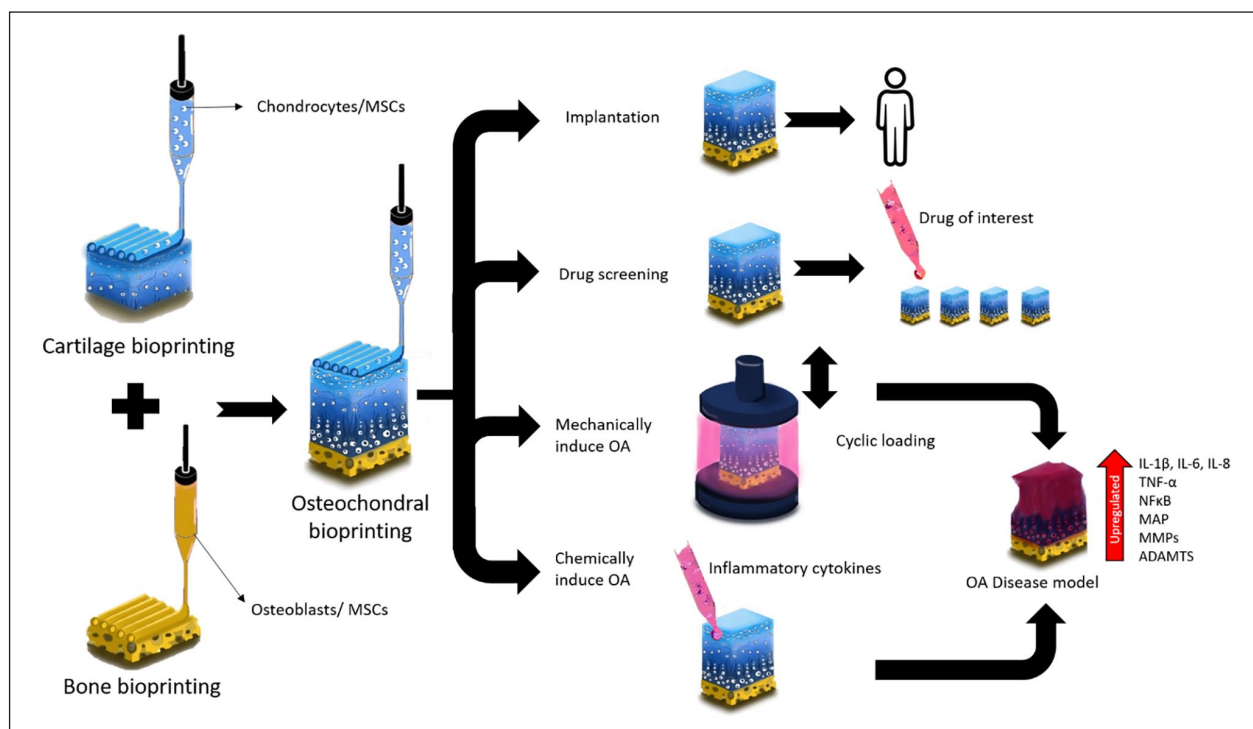 Chondrocytes/MSCs
Cartilage bioprinting
Osteoblasts/ MSCs
Bone bioprinting
Osteochondral
bioprinting
Implantation
Drug screening
Drug of interest
Mechanically
induce OA
Cyclic loading
Chemically
induce OA
Inflammatory cytokines
OA Disease model
Upregulated
IL-1β, IL-6, IL-8
TNF-α
NFκB
MAP
MMPs
ADAMTS